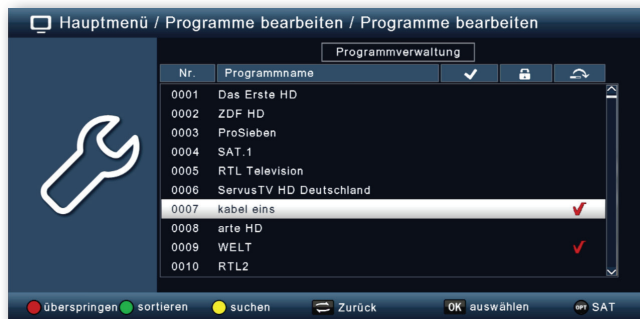 Hauptmenü / Programme bearbeiten / Programme bearbeiten
Programmverwaltung
Nr. Programmname
0001 Das Erste HD
0002 ZDF HD
0003 ProSieben
0004 SAT.1
0005 RTL Television
0006 ServusTV HD Deutschland
0007 kabel eins
0008 arte HD
0009 WELT
0010 RTL2
überspringen sortieren suchen Zurück OK auswählen OPT SAT